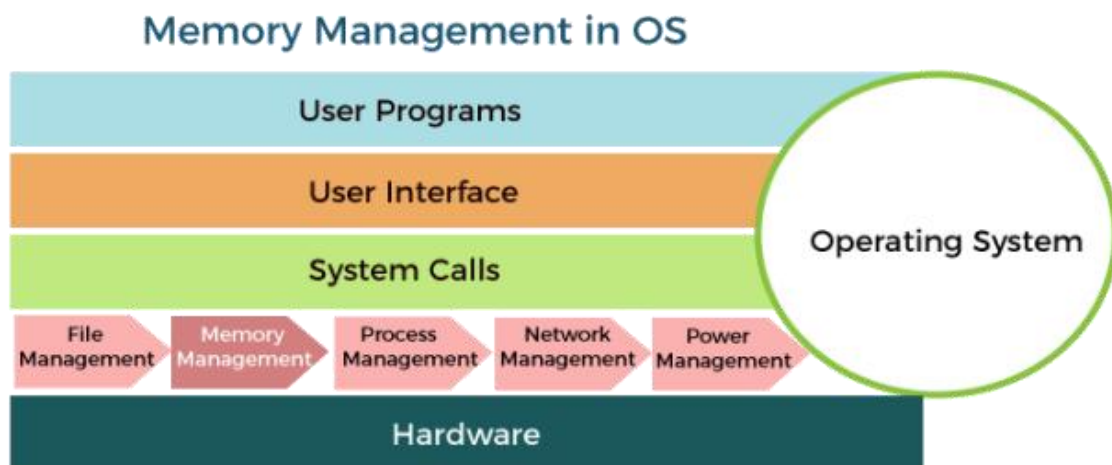 Memory Management in OS
User Programs
User Interface
Operating System
System Calls
File
Management
Memory
Management
Process
Management
Network
Management
Power
Management
Hardware